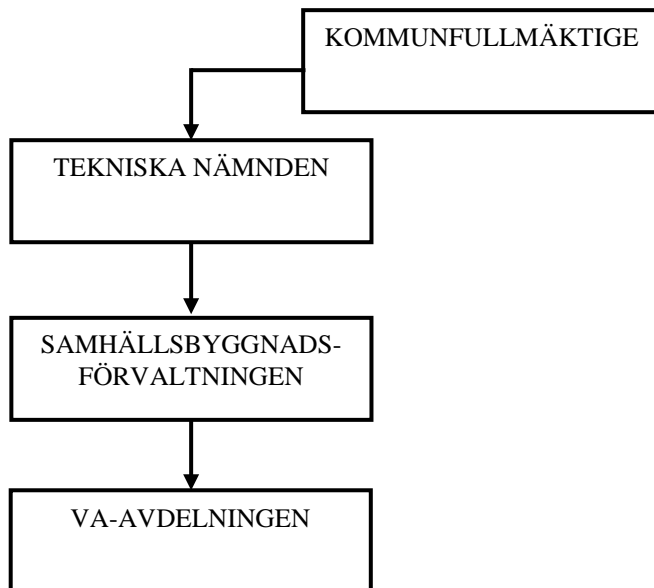 KOMMUNFULLMÄKTIGE
TEKNISKA NÄMNDEN
SAMHÄLLSBYGGNADS-
FÖRVALTNINGEN
VA-AVDELNINGEN